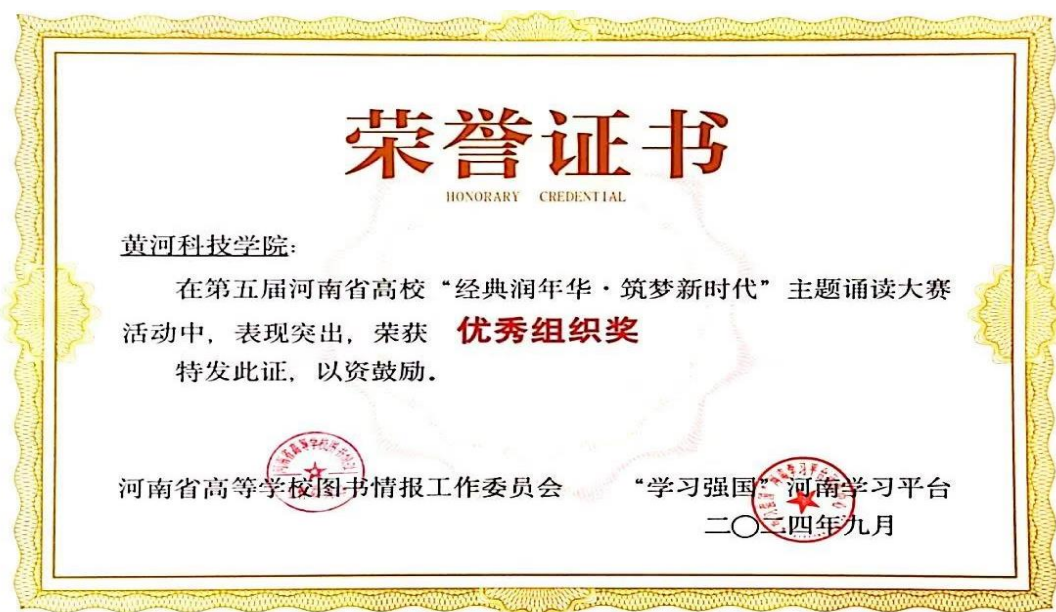 荣誉证书
HONORARY CREDENTIAL
黄河科技学院:
在第五届河南省高校“经典润年华·筑梦新时代”主题诵读大赛
活动中，表现突出，荣获 优秀组织奖
特发此证，以资鼓励.
河南省高等学校图书情报工作委员会 “学习强国”河南学习平台
二〇二四年九月